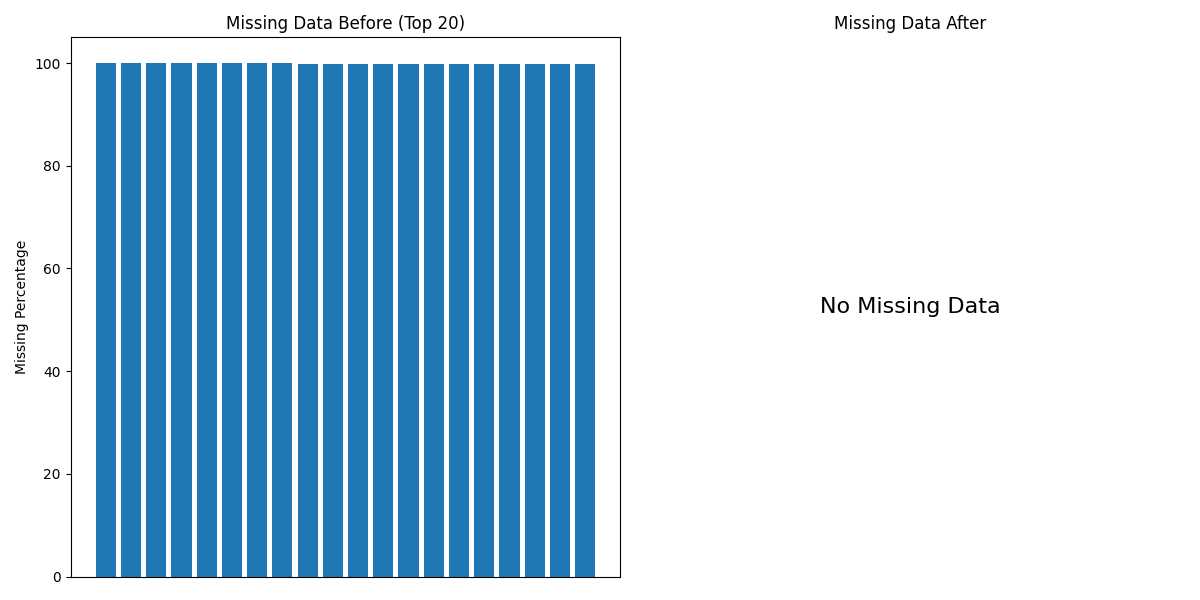 Missing Data Before (Top 20)
Missing Percentage
100
80
60
40
20
0
Missing Data After
No Missing Data